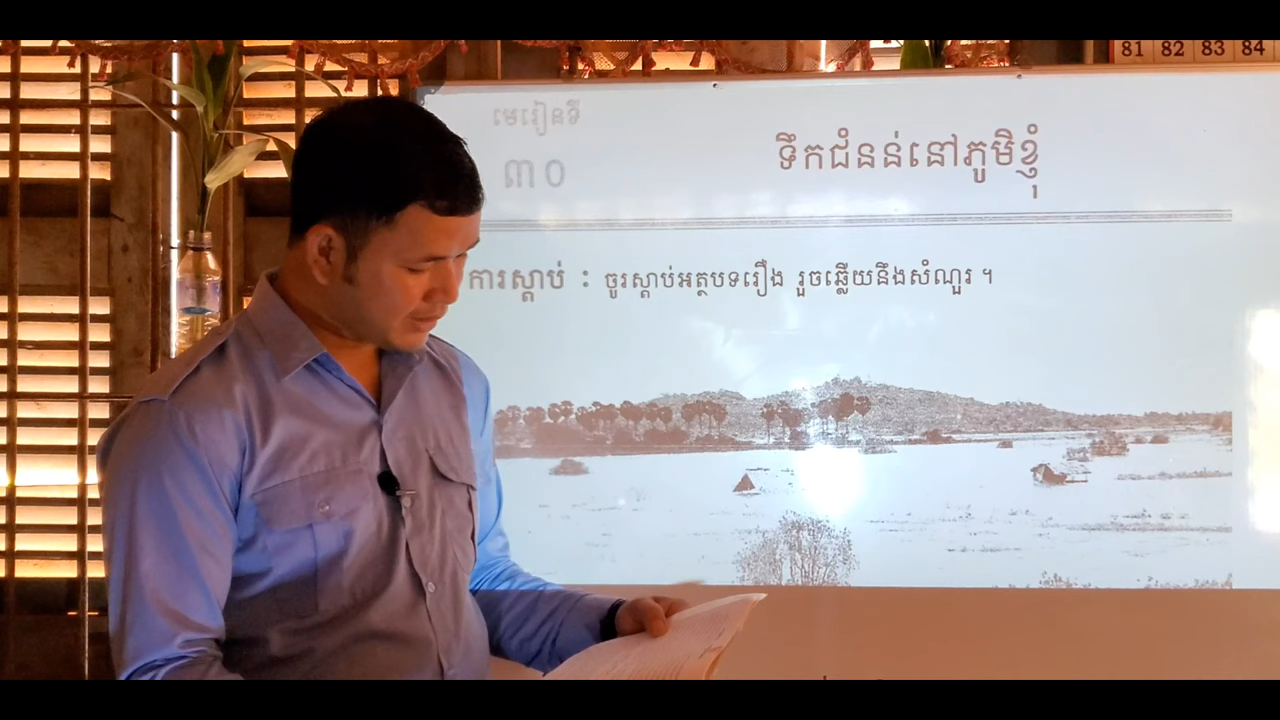 81 82 83 84
មេរៀនទី
៣០
ទឹកជំនន់នៅភូមិខ្ញុំ
ការស្ដាប់ ៖ ចូរស្ដាប់អត្ថបទរឿង រួចឆ្លើយនឹងសំណួរ ។